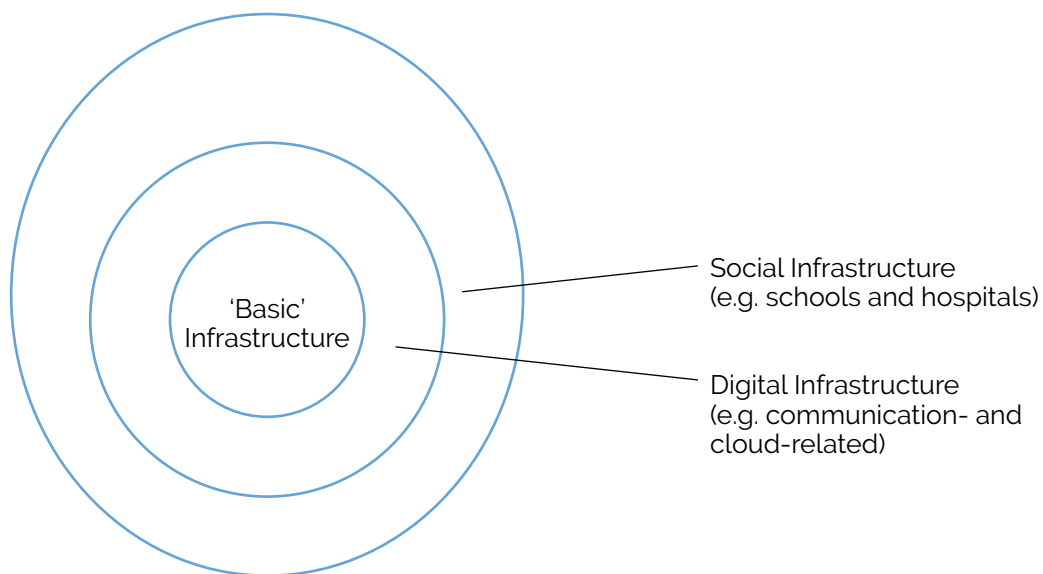 ‘Basic’
Infrastructure
Social Infrastructure
(e.g. schools and hospitals)
Digital Infrastructure
(e.g. communication- and
cloud-related)